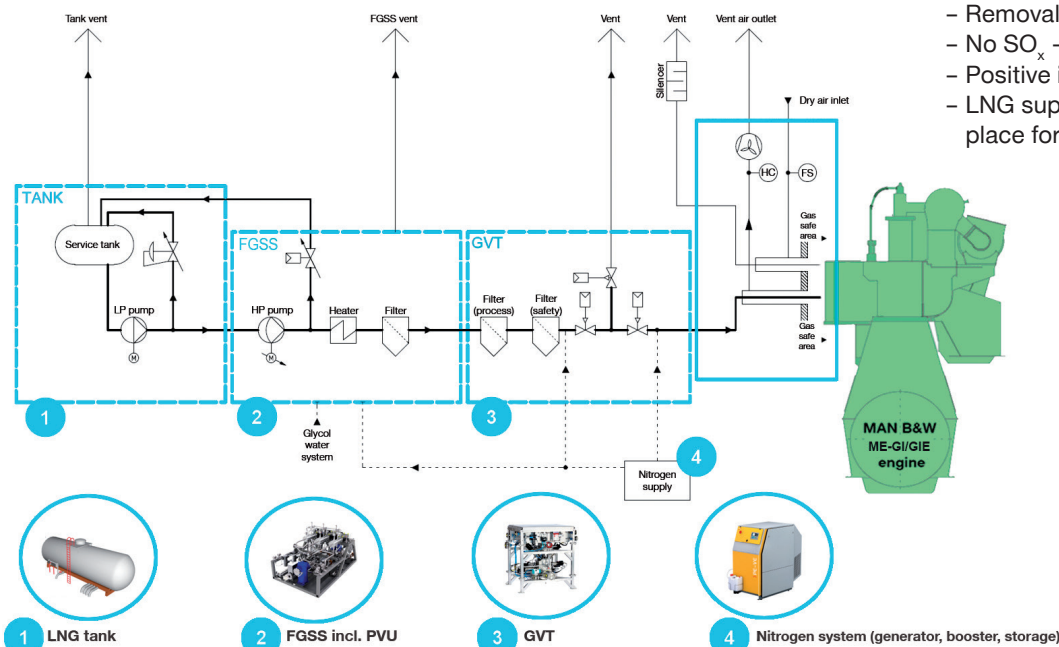 Tank vent
FGSS vent
Vent
Vent
Vent air outlet
– Removal
– No SOₓ –
– Positive i
– LNG sup
place for
Silencer
Dry air inlet
HC
FS
TANK
Service tank
LP pump
M
1
FGSS
HP pump
M
Heater
Filter
2
GVT
Filter
(process)
Filter
(safety)
3
Gas
safe
area
Gas
safe
area
Glycol
water
system
Nitrogen
supply
4
MAN B&W
ME-GI/GIE
engine
1 LNG tank
2 FGSS incl. PVU
3 GVT
4 Nitrogen system (generator, booster, storage)